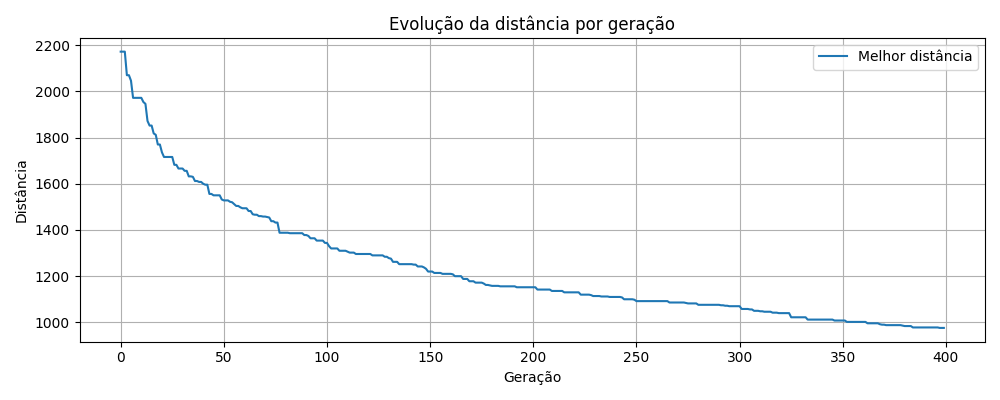 Evolução da distância por geração
Melhor distância
Distância
2200
2000
1800
1600
1400
1200
1000
0 50 100 150 200 250 300 350 400
Geração